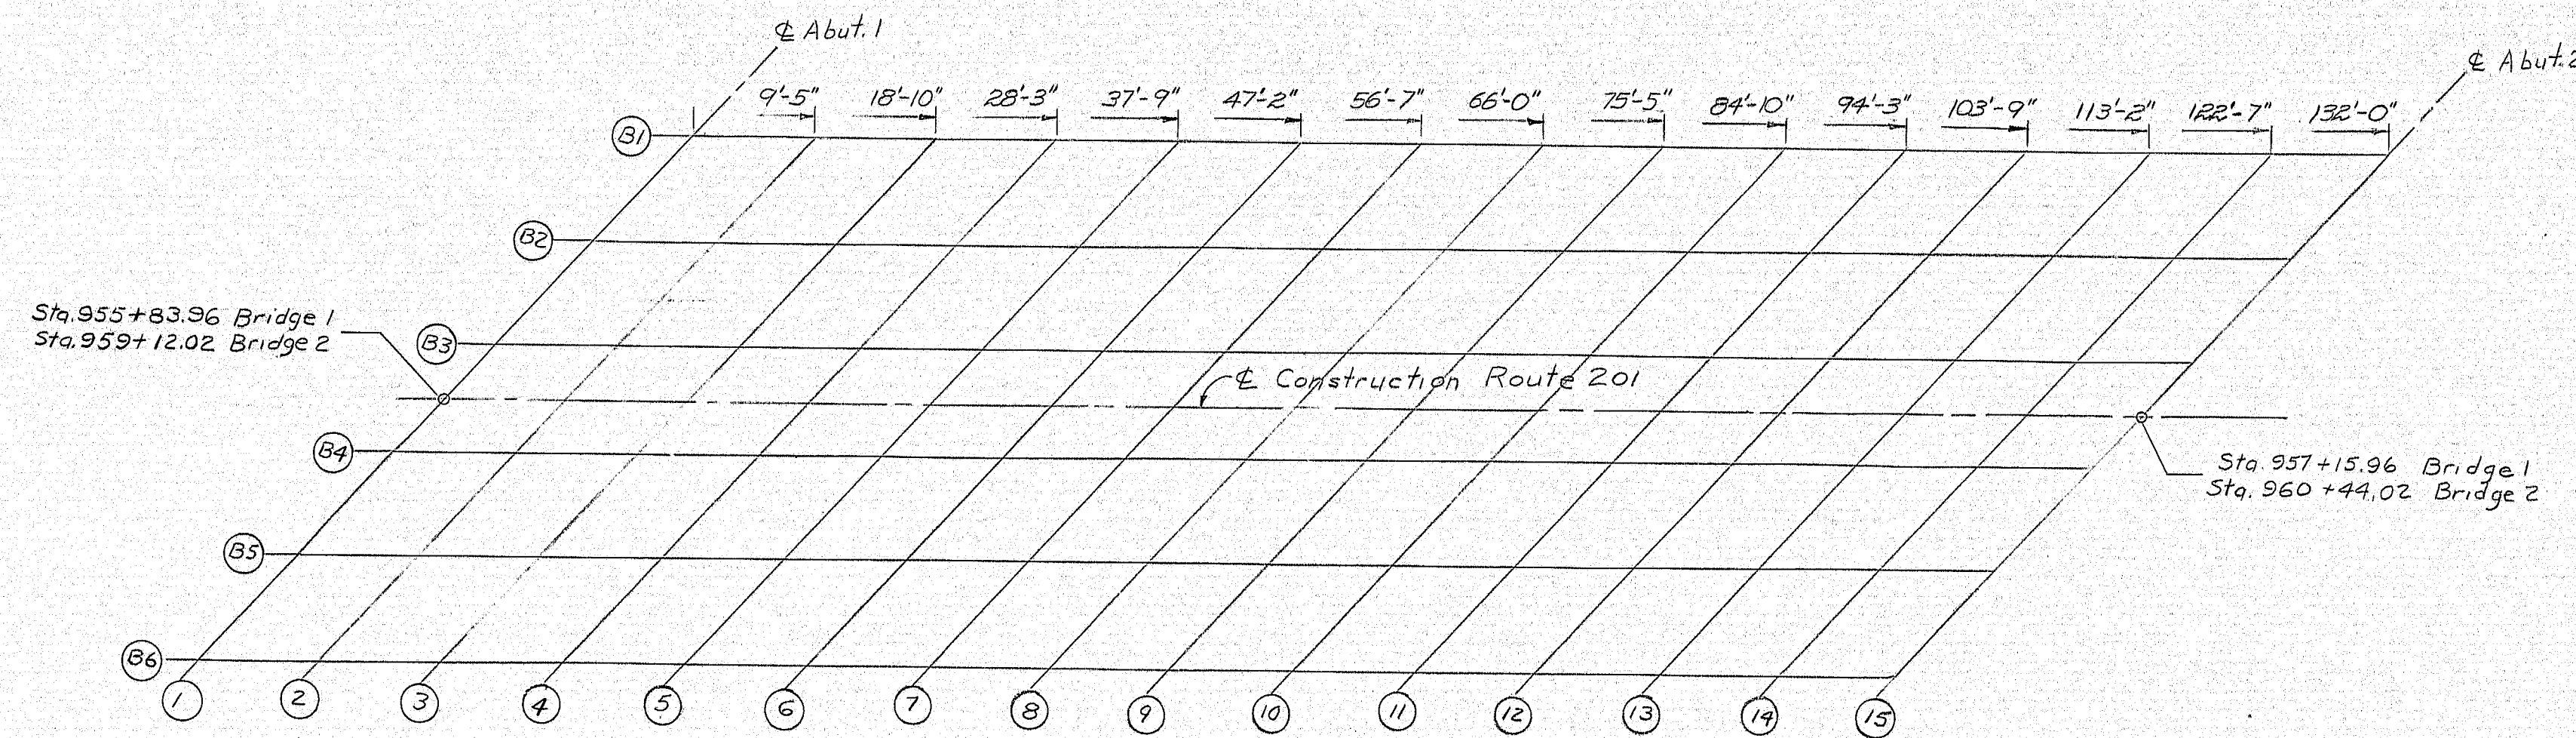 ℄ Abut. 1
℄ Abut. 2
9'-5" 18'-10" 28'-3" 37'-9" 47'-2" 56'-7" 66'-0" 75'-5" 84'-10" 94'-3" 103'-9" 113'-2" 122'-7" 132'-0"
B1
B2
Sta. 955+83.96 Bridge 1
Sta. 959+12.02 Bridge 2
B3
℄ Construction Route 201
B4
Sta. 957+15.96 Bridge 1
Sta. 960+44.02 Bridge 2
B5
B6
1 2 3 4 5 6 7 8 9 10 11 12 13 14 15